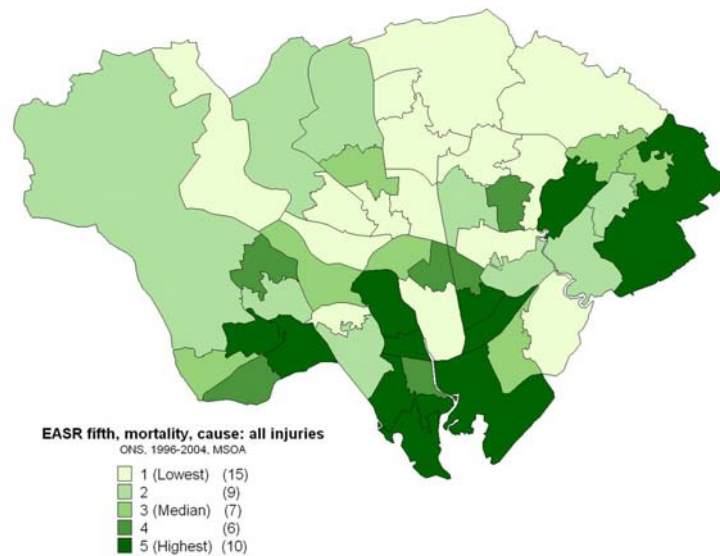 EASR fifth, mortality, cause: all injuries
ONS, 1996-2004, MSOA
1 (Lowest) (15)
2 (9)
3 (Median) (7)
4 (6)
5 (Highest) (10)